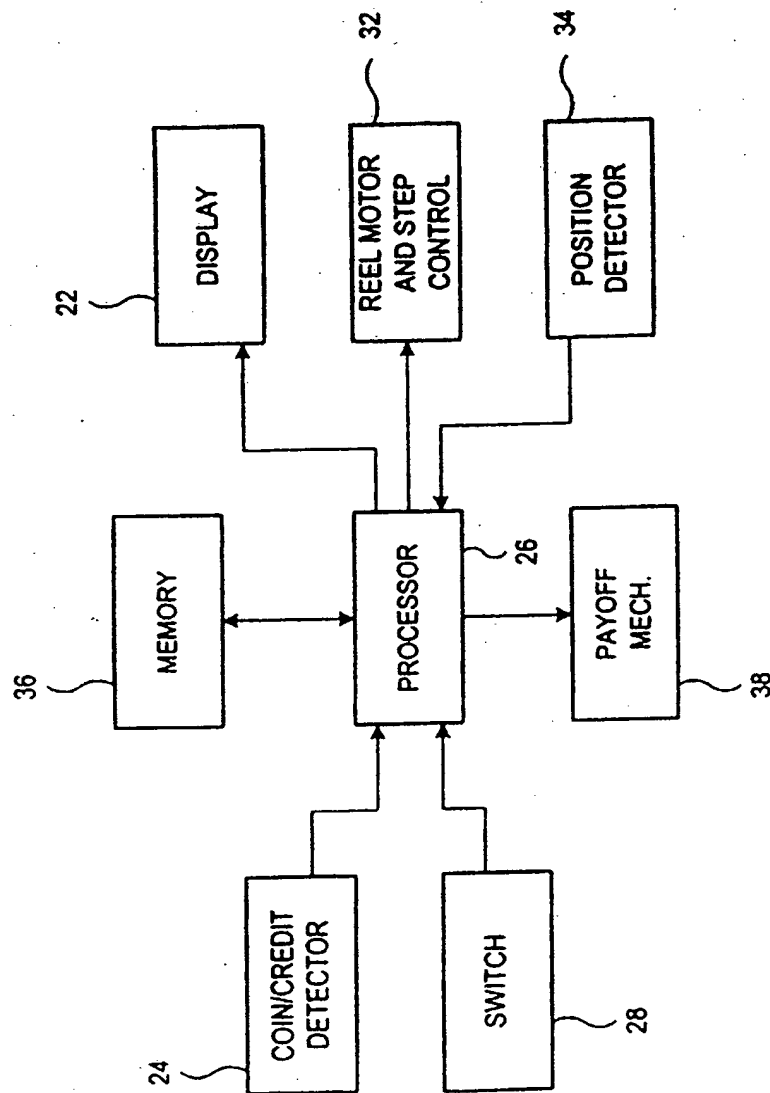 36
MEMORY
22
DISPLAY
24
COIN/CREDIT
DETECTOR
PROCESSOR
26
32
REEL MOTOR
AND STEP
CONTROL
SWITCH
28
PAYOFF
MECH.
38
34
POSITION
DETECTOR